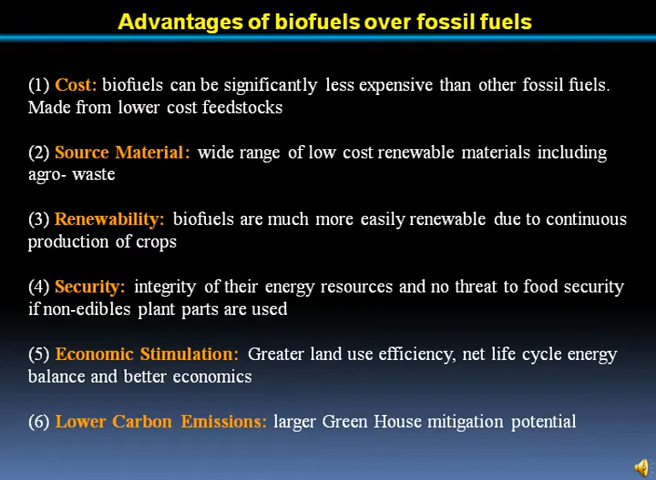 Advantages of biofuels over fossil fuels
(1) Cost: biofuels can be significantly less expensive than other fossil fuels.
Made from lower cost feedstocks
(2) Source Material: wide range of low cost renewable materials including
agro- waste
(3) Renewability: biofuels are much more easily renewable due to continuous
production of crops
(4) Security: integrity of their energy resources and no threat to food security
if non-edibles plant parts are used
(5) Economic Stimulation: Greater land use efficiency, net life cycle energy
balance and better economics
(6) Lower Carbon Emissions: larger Green House mitigation potential